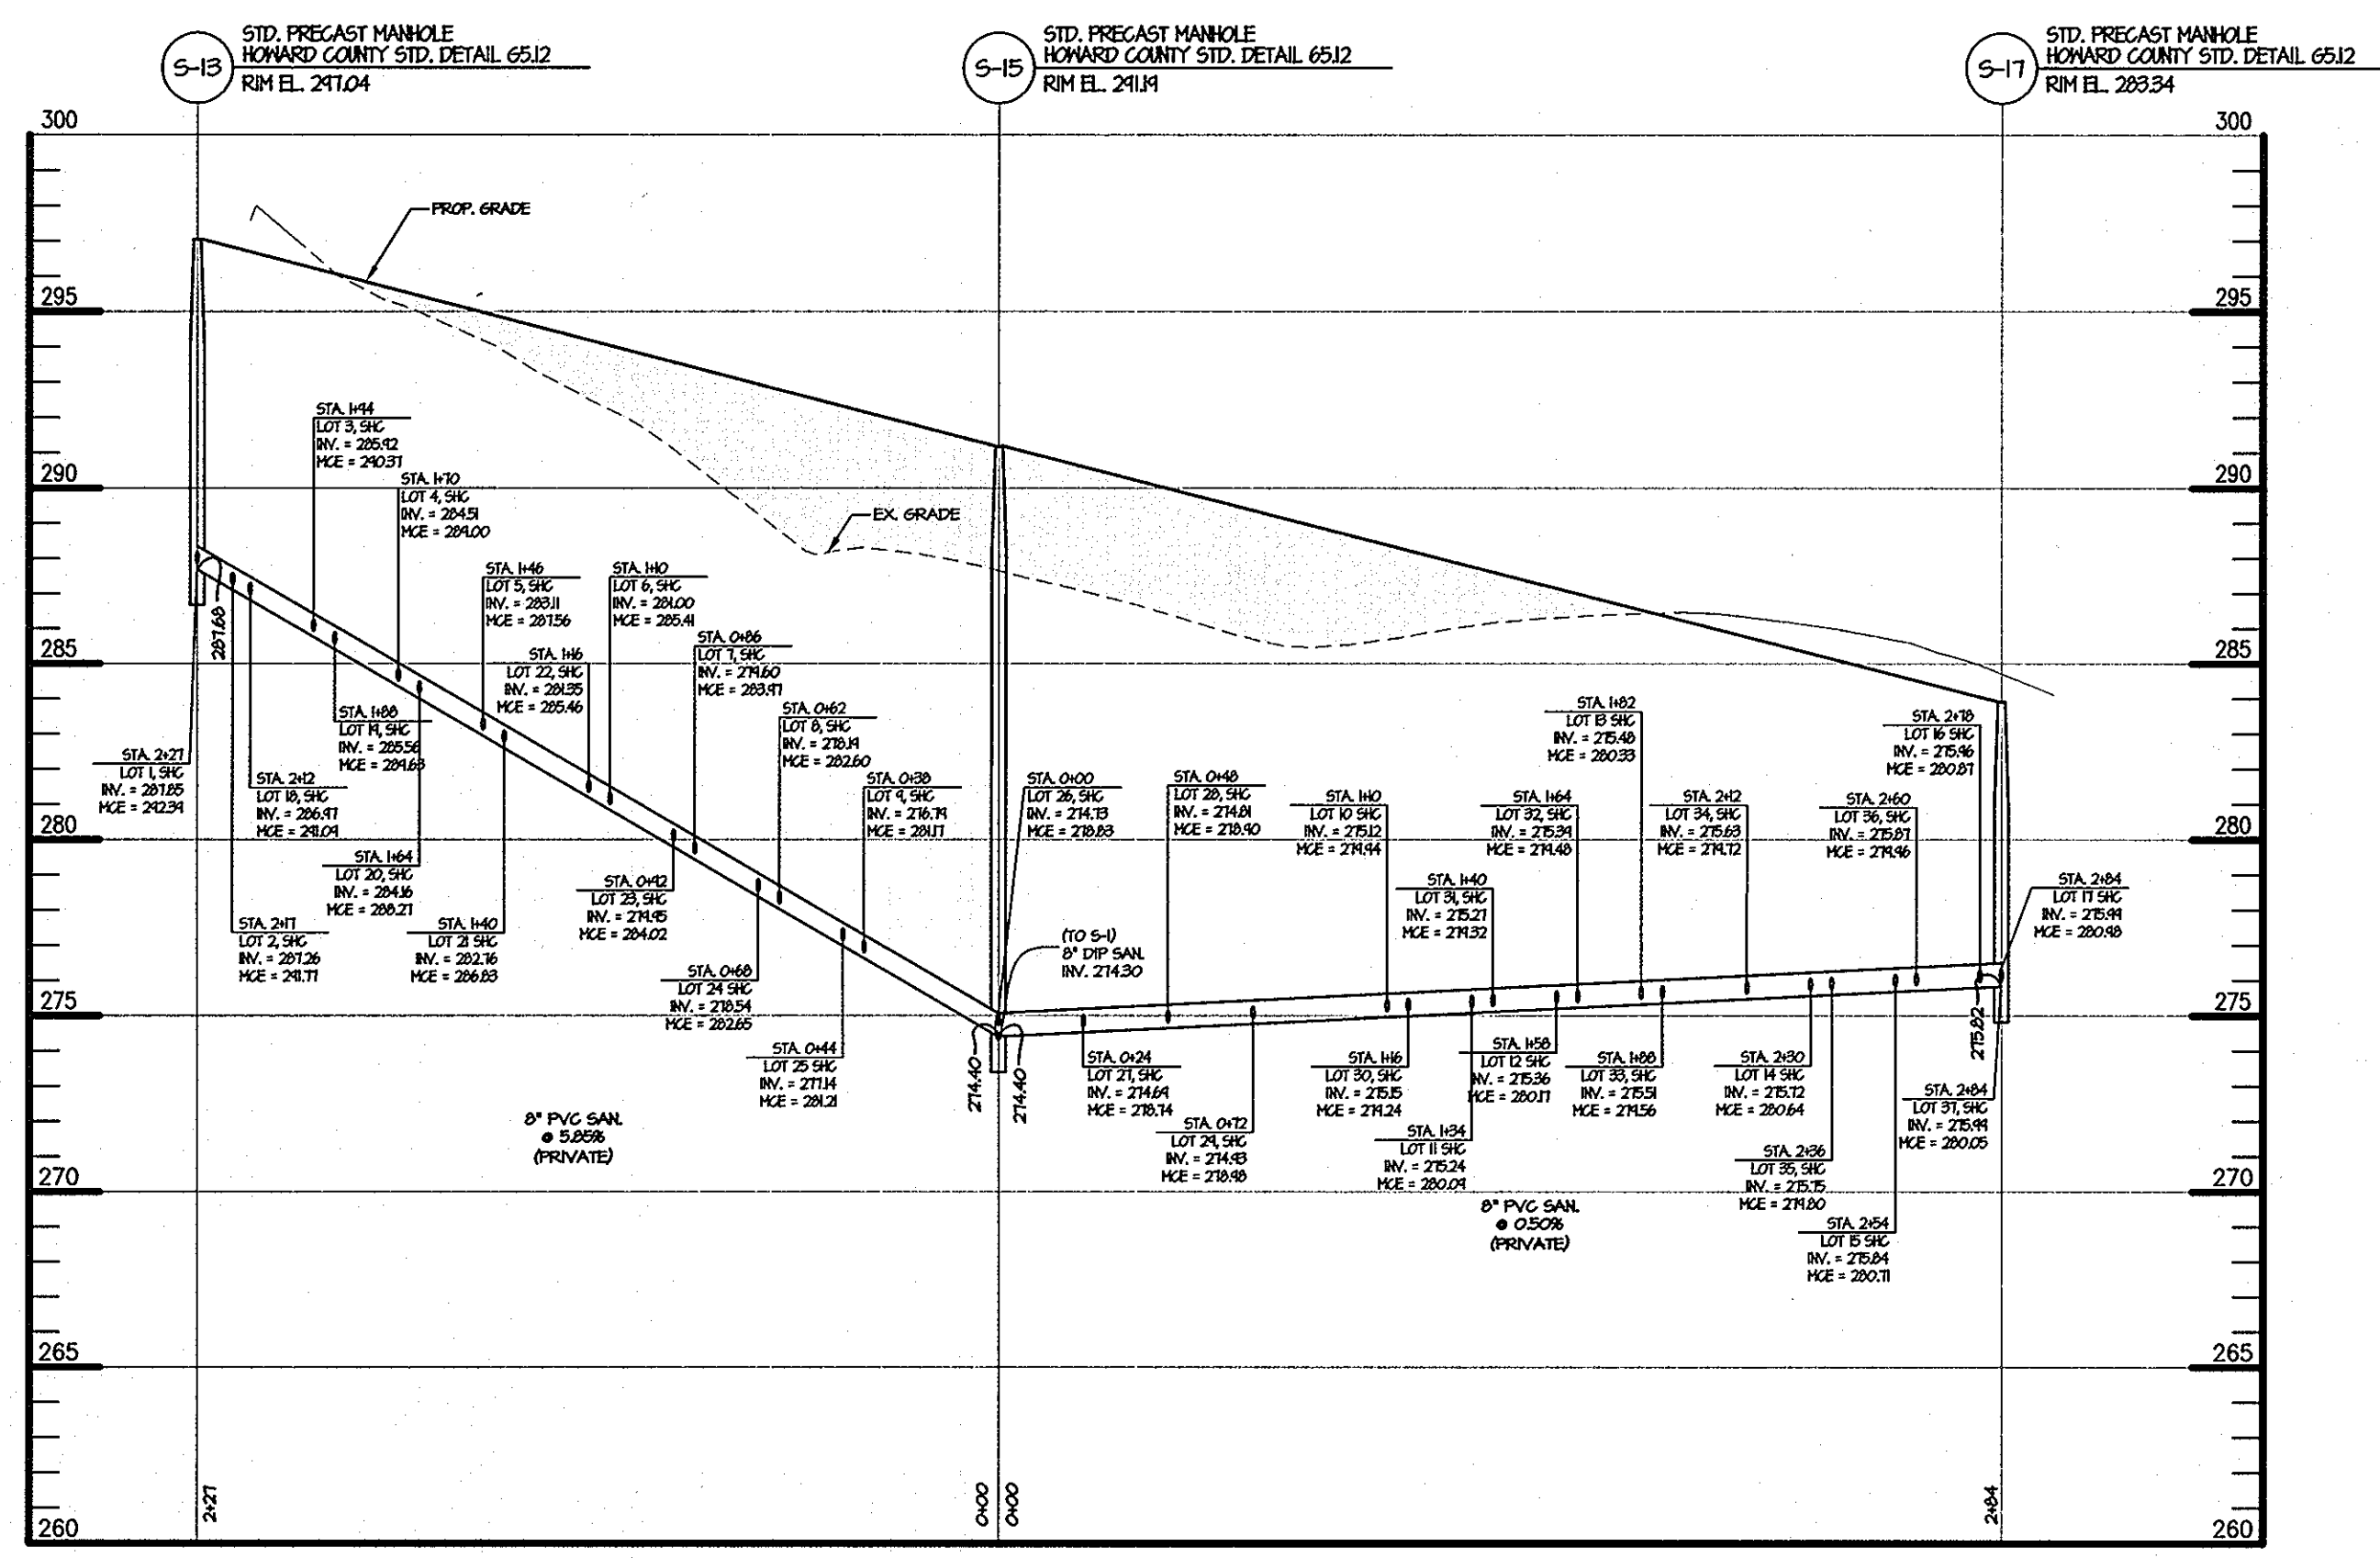 S-13
STD. PRECAST MANHOLE
HOWARD COUNTY STD. DETAIL G5.12
RIM EL. 297.04
S-15
STD. PRECAST MANHOLE
HOWARD COUNTY STD. DETAIL G5.12
RIM EL. 291.19
S-17
STD. PRECAST MANHOLE
HOWARD COUNTY STD. DETAIL G5.12
RIM EL. 283.34
300
300
PROP. GRADE
295
295
STA. 1+94
LOT 3, SHC
INV. = 285.92
MCE = 290.37
290
290
STA. 1+70
LOT 4, SHC
INV. = 284.51
MCE = 289.00
EX. GRADE
STA. 1+46
LOT 5, SHC
INV. = 283.11
MCE = 287.56
STA. 1+10
LOT 6, SHC
INV. = 281.00
MCE = 285.41
287.68
STA. 0+86
LOT 7, SHC
INV. = 279.60
MCE = 283.97
285
285
STA. 1+16
LOT 22, SHC
INV. = 281.35
MCE = 285.46
STA. 1+88
LOT 19, SHC
INV. = 285.56
MCE = 289.63
STA. 0+62
LOT 8, SHC
INV. = 278.19
MCE = 282.60
STA. 1+82
LOT 13 SHC
INV. = 275.48
MCE = 280.33
STA. 2+78
LOT 16 SHC
INV. = 275.96
MCE = 280.87
STA. 2+27
LOT 1, SHC
INV. = 287.85
MCE = 292.39
STA. 2+12
LOT 18, SHC
INV. = 286.97
MCE = 291.09
STA. 0+38
LOT 9, SHC
INV. = 276.79
MCE = 281.17
STA. 0+00
LOT 26, SHC
INV. = 274.73
MCE = 278.83
STA. 0+48
LOT 28, SHC
INV. = 274.81
MCE = 278.90
STA. 1+10
LOT 10 SHC
INV. = 275.12
MCE = 279.94
STA. 1+64
LOT 32, SHC
INV. = 275.39
MCE = 279.48
STA. 2+12
LOT 34, SHC
INV. = 275.63
MCE = 279.72
STA. 2+60
LOT 36, SHC
INV. = 275.87
MCE = 279.96
280
280
STA. 1+64
LOT 20, SHC
INV. = 284.16
MCE = 288.27
STA. 0+92
LOT 23, SHC
INV. = 279.95
MCE = 284.02
STA. 1+40
LOT 31, SHC
INV. = 275.27
MCE = 279.32
STA. 2+84
LOT 17 SHC
INV. = 275.99
MCE = 280.98
STA. 2+17
LOT 2, SHC
INV. = 287.26
MCE = 291.77
STA. 1+40
LOT 21 SHC
INV. = 282.76
MCE = 286.83
(TO S-1)
8" DIP SAN.
INV. 274.30
STA. 0+68
LOT 24 SHC
INV. = 278.54
MCE = 282.65
275
275
STA. 0+44
LOT 25 SHC
INV. = 277.14
MCE = 281.21
274.40
274.40
275.82
STA. 0+24
LOT 27, SHC
INV. = 274.69
MCE = 278.74
STA. 1+16
LOT 30, SHC
INV. = 275.15
MCE = 279.24
STA. 1+58
LOT 12 SHC
INV. = 275.36
MCE = 280.17
STA. 1+88
LOT 33, SHC
INV. = 275.51
MCE = 279.56
STA. 2+30
LOT 14 SHC
INV. = 275.72
MCE = 280.64
STA. 2+84
LOT 37, SHC
INV. = 275.99
MCE = 280.05
8" PVC SAN.
@ 5.85%
(PRIVATE)
STA. 0+72
LOT 29, SHC
INV. = 274.93
MCE = 278.98
STA. 1+34
LOT 11 SHC
INV. = 275.24
MCE = 280.09
STA. 2+36
LOT 35, SHC
INV. = 275.75
MCE = 279.80
270
270
8" PVC SAN.
@ 0.50%
(PRIVATE)
STA. 2+54
LOT 15 SHC
INV. = 275.84
MCE = 280.71
265
265
2+27
0+00
0+00
2+84
260
260